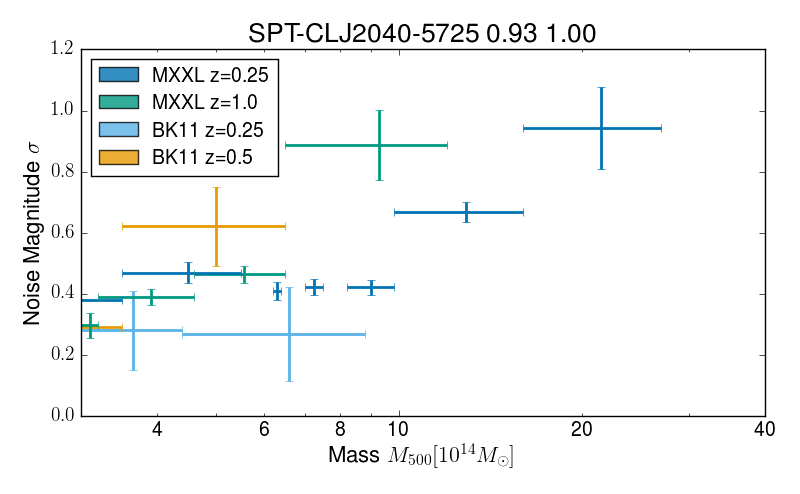 SPT-CLJ2040-5725 0.93 1.00
1.2
1.0
0.8
0.6
0.4
0.2
0.0
Noise Magnitude σ
MXXL z=0.25
MXXL z=1.0
BK11 z=0.25
BK11 z=0.5
4 6 8 10 20 40
Mass M₅₀₀[10¹⁴M☉]